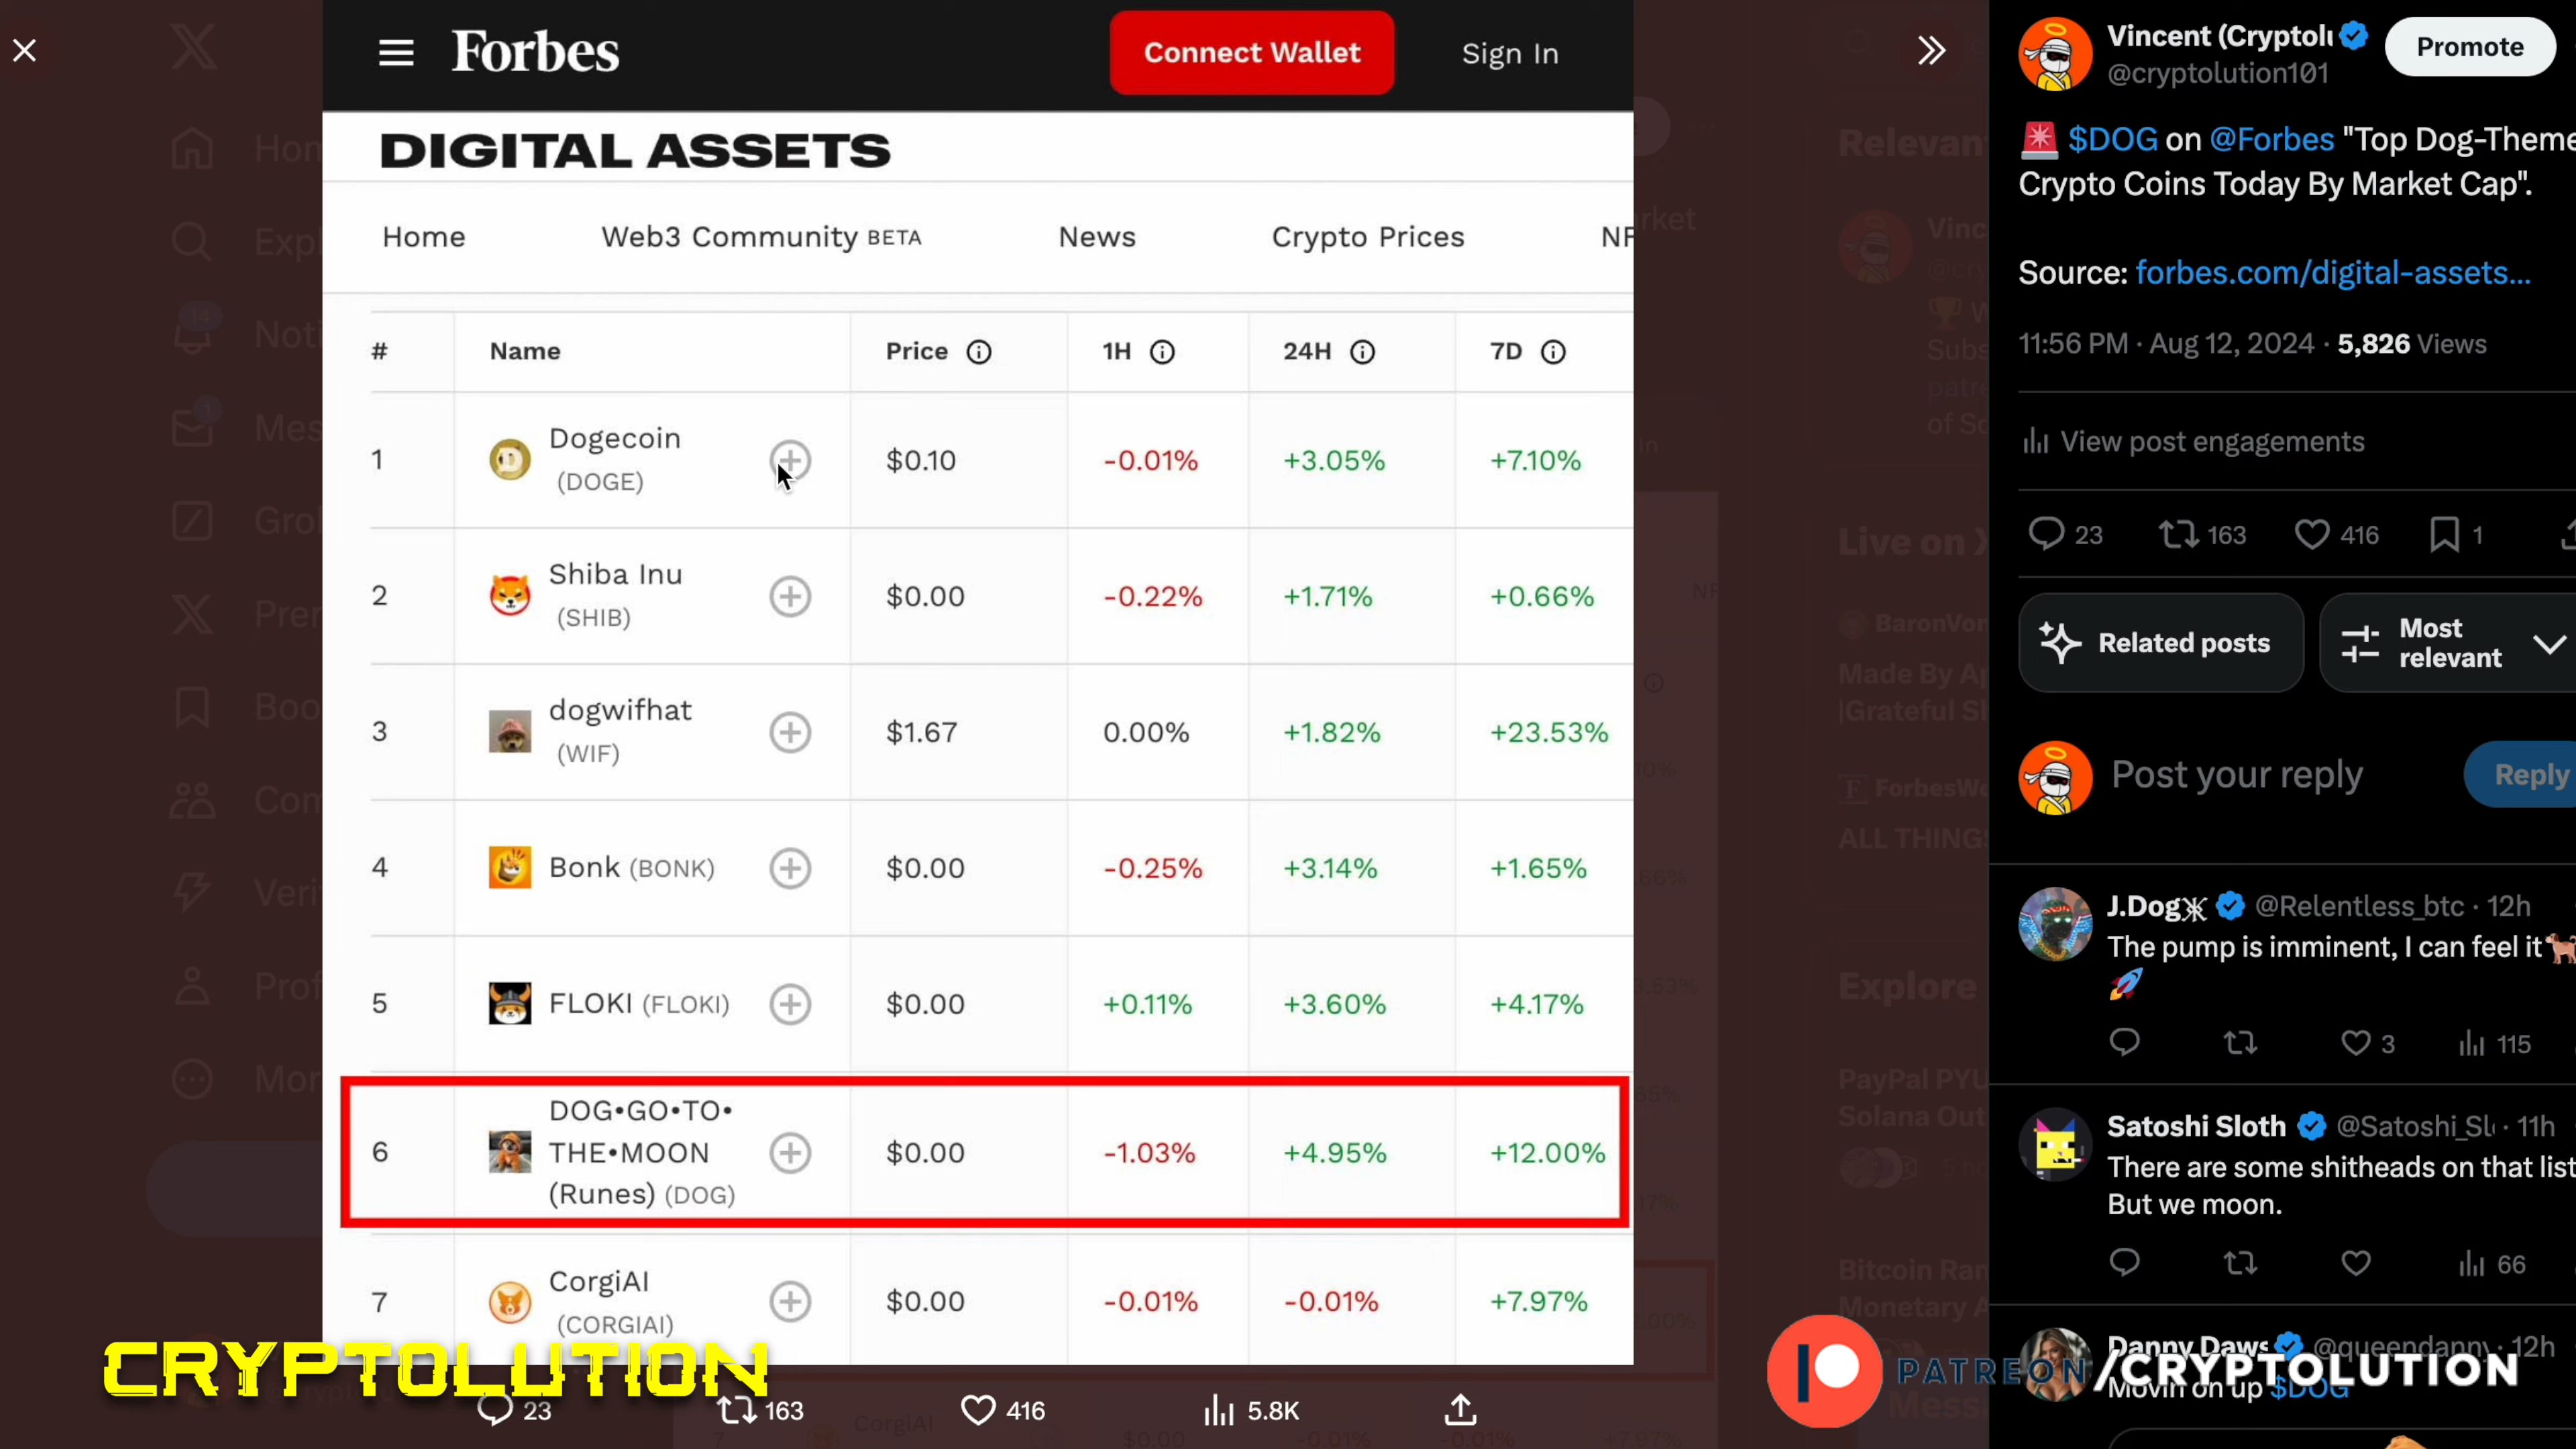 Forbes
Connect Wallet
Sign In
DIGITAL ASSETS
Home
Web3 Community BETA
News
Crypto Prices
# Name Price 1H 24H 7D
1 Dogecoin (DOGE) $0.10 -0.01% +3.05% +7.10%
2 Shiba Inu (SHIB) $0.00 -0.22% +1.71% +0.66%
3 dogwifhat (WIF) $1.67 0.00% +1.82% +23.53%
4 Bonk (BONK) $0.00 -0.25% +3.14% +1.65%
5 FLOKI (FLOKI) $0.00 +0.11% +3.60% +4.17%
6 DOG•GO•TO•
THE•MOON
(Runes) (DOG) $0.00 -1.03% +4.95% +12.00%
7 CorgiAI (CORGIAI) $0.00 -0.01% -0.01% +7.97%
CRYPTOLUTION
23 163 416 5.8K
Vincent (Cryptolu
@cryptolution101
Promote
🚨 $DOG on @Forbes "Top Dog-Theme
Crypto Coins Today By Market Cap".
Source: forbes.com/digital-assets...
11:56 PM · Aug 12, 2024 · 5,826 Views
View post engagements
23 163 416 1
Related posts
Most relevant
Post your reply
Reply
J.Dog @Relentless_btc · 12h
The pump is imminent, I can feel it🐕
🚀
3 115
Satoshi Sloth @Satoshi_Sl · 11h
There are some shitheads on that list
But we moon.
66
Danny Daws @queendanny · 12h
Movin on up $DOG
PATREON/CRYPTOLUTION